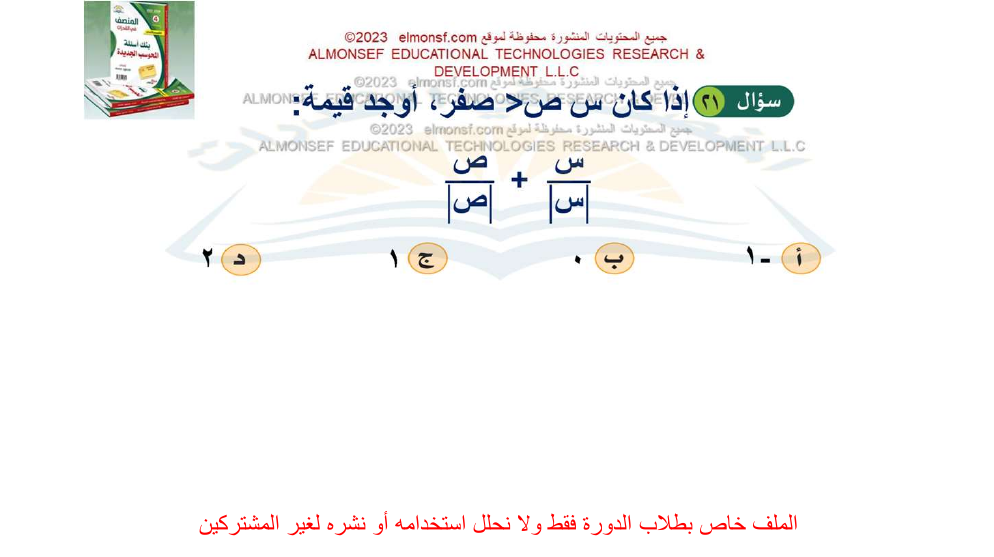 المنصف
في القدرات
بنك أسئلة
المحوسب الجديدة
جميع المحتويات المنشورة محفوظة لموقع elmonsf.com ©2023
ALMONSEF EDUCATIONAL TECHNOLOGIES RESEARCH &
DEVELOPMENT L.L.C
جميع المحتويات المنشورة محفوظة لموقع elmonsf.com ©2023
ALMONSEF EDUCATIONAL TECHNOLOGIES RESEARCH & DEVELOPMENT L.L.C
سؤال ٢١ إذا كان س ص< صفر، أوجد قيمة:
جميع المحتويات المنشورة محفوظة لموقع elmonsf.com ©2023
ALMONSEF EDUCATIONAL TECHNOLOGIES RESEARCH & DEVELOPMENT L.L.C
س + ص
|س| |ص|
أ -١ ب ٠ ج ١ د ٢
الملف خاص بطلاب الدورة فقط ولا نحلل استخدامه أو نشره لغير المشتركين